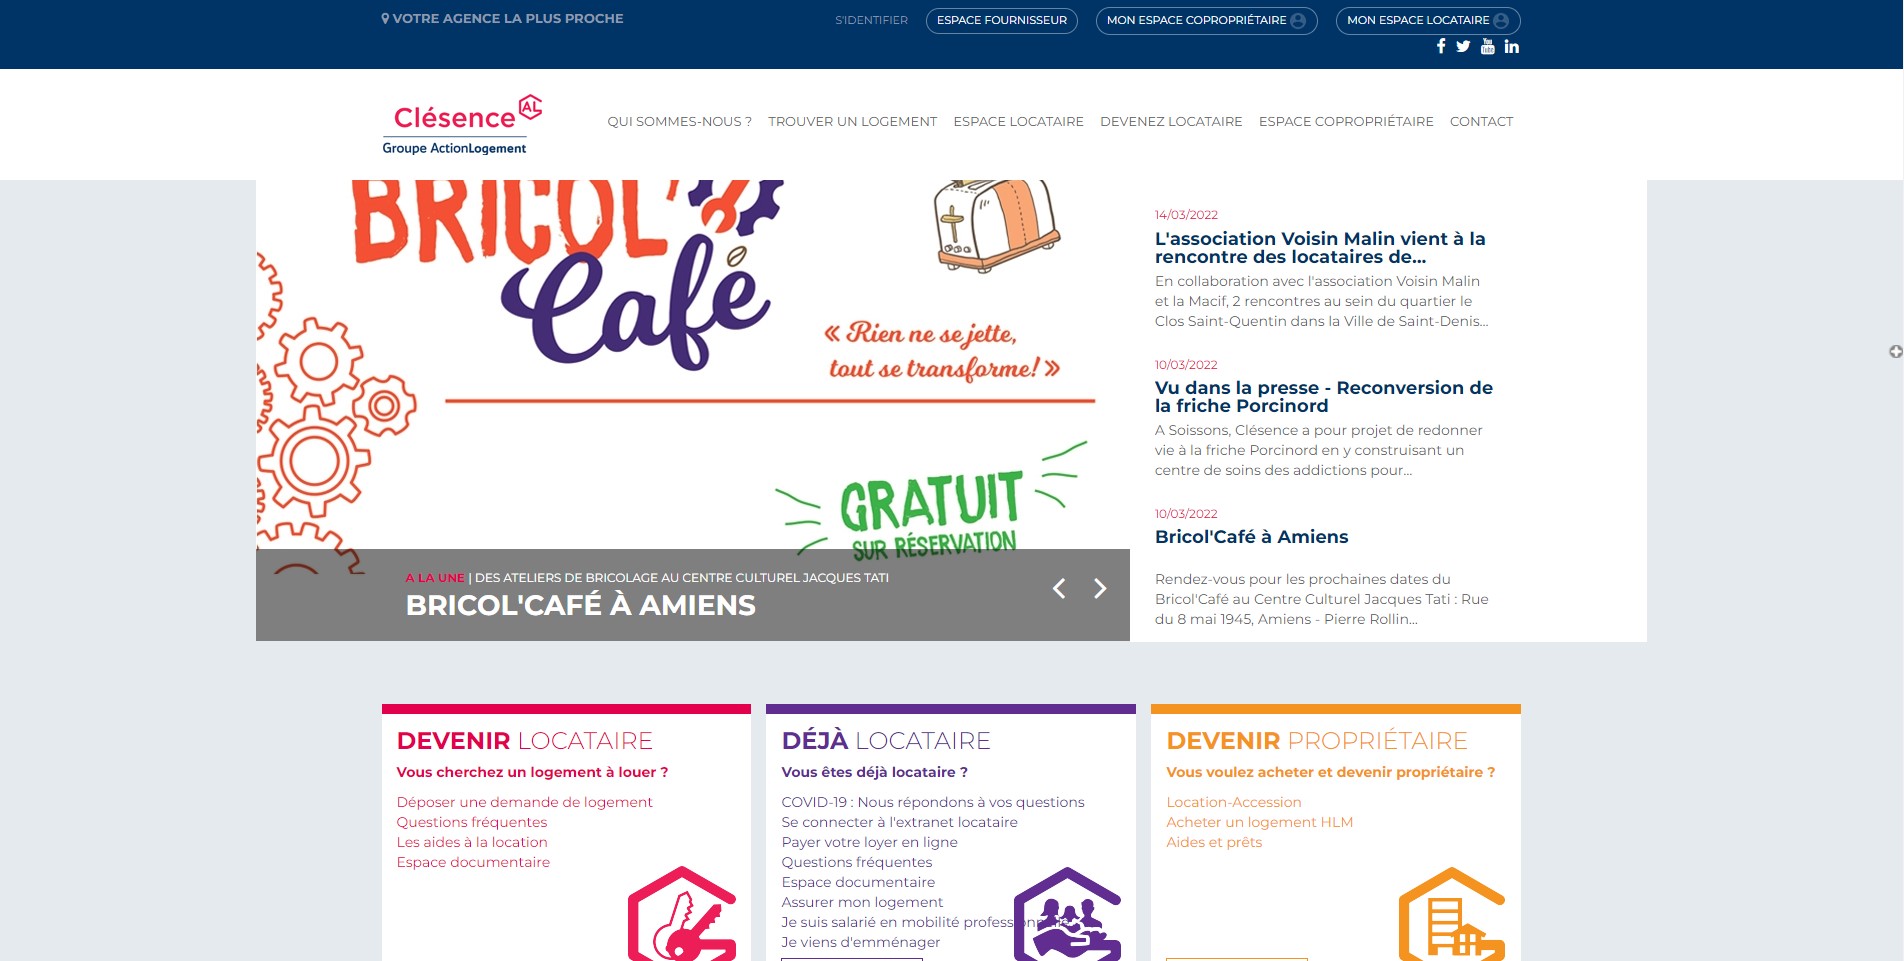 VOTRE AGENCE LA PLUS PROCHE
S'IDENTIFIER
ESPACE FOURNISSEUR
MON ESPACE COPROPRIÉTAIRE
MON ESPACE LOCATAIRE
Clésence AL
Groupe ActionLogement
QUI SOMMES-NOUS ?
TROUVER UN LOGEMENT
ESPACE LOCATAIRE
DEVENEZ LOCATAIRE
ESPACE COPROPRIÉTAIRE
CONTACT
BRICOL'
Café
« Rien ne se jette,
tout se transforme! »
GRATUIT
SUR RÉSERVATION
A LA UNE | DES ATELIERS DE BRICOLAGE AU CENTRE CULTUREL JACQUES TATI
BRICOL'CAFÉ À AMIENS
14/03/2022
L'association Voisin Malin vient à la
rencontre des locataires de...
En collaboration avec l'association Voisin Malin
et la Macif, 2 rencontres au sein du quartier le
Clos Saint-Quentin dans la Ville de Saint-Denis...
10/03/2022
Vu dans la presse - Reconversion de
la friche Porcinord
A Soissons, Clésence a pour projet de redonner
vie à la friche Porcinord en y construisant un
centre de soins des addictions pour...
10/03/2022
Bricol'Café à Amiens
Rendez-vous pour les prochaines dates du
Bricol'Café au Centre Culturel Jacques Tati : Rue
du 8 mai 1945, Amiens - Pierre Rollin...
DEVENIR LOCATAIRE
Vous cherchez un logement à louer ?
Déposer une demande de logement
Questions fréquentes
Les aides à la location
Espace documentaire
DÉJÀ LOCATAIRE
Vous êtes déjà locataire ?
COVID-19 : Nous répondons à vos questions
Se connecter à l'extranet locataire
Payer votre loyer en ligne
Questions fréquentes
Espace documentaire
Assurer mon logement
Je suis salarié en mobilité professionnelle
Je viens d'emménager
DEVENIR PROPRIÉTAIRE
Vous voulez acheter et devenir propriétaire ?
Location-Accession
Acheter un logement HLM
Aides et prêts